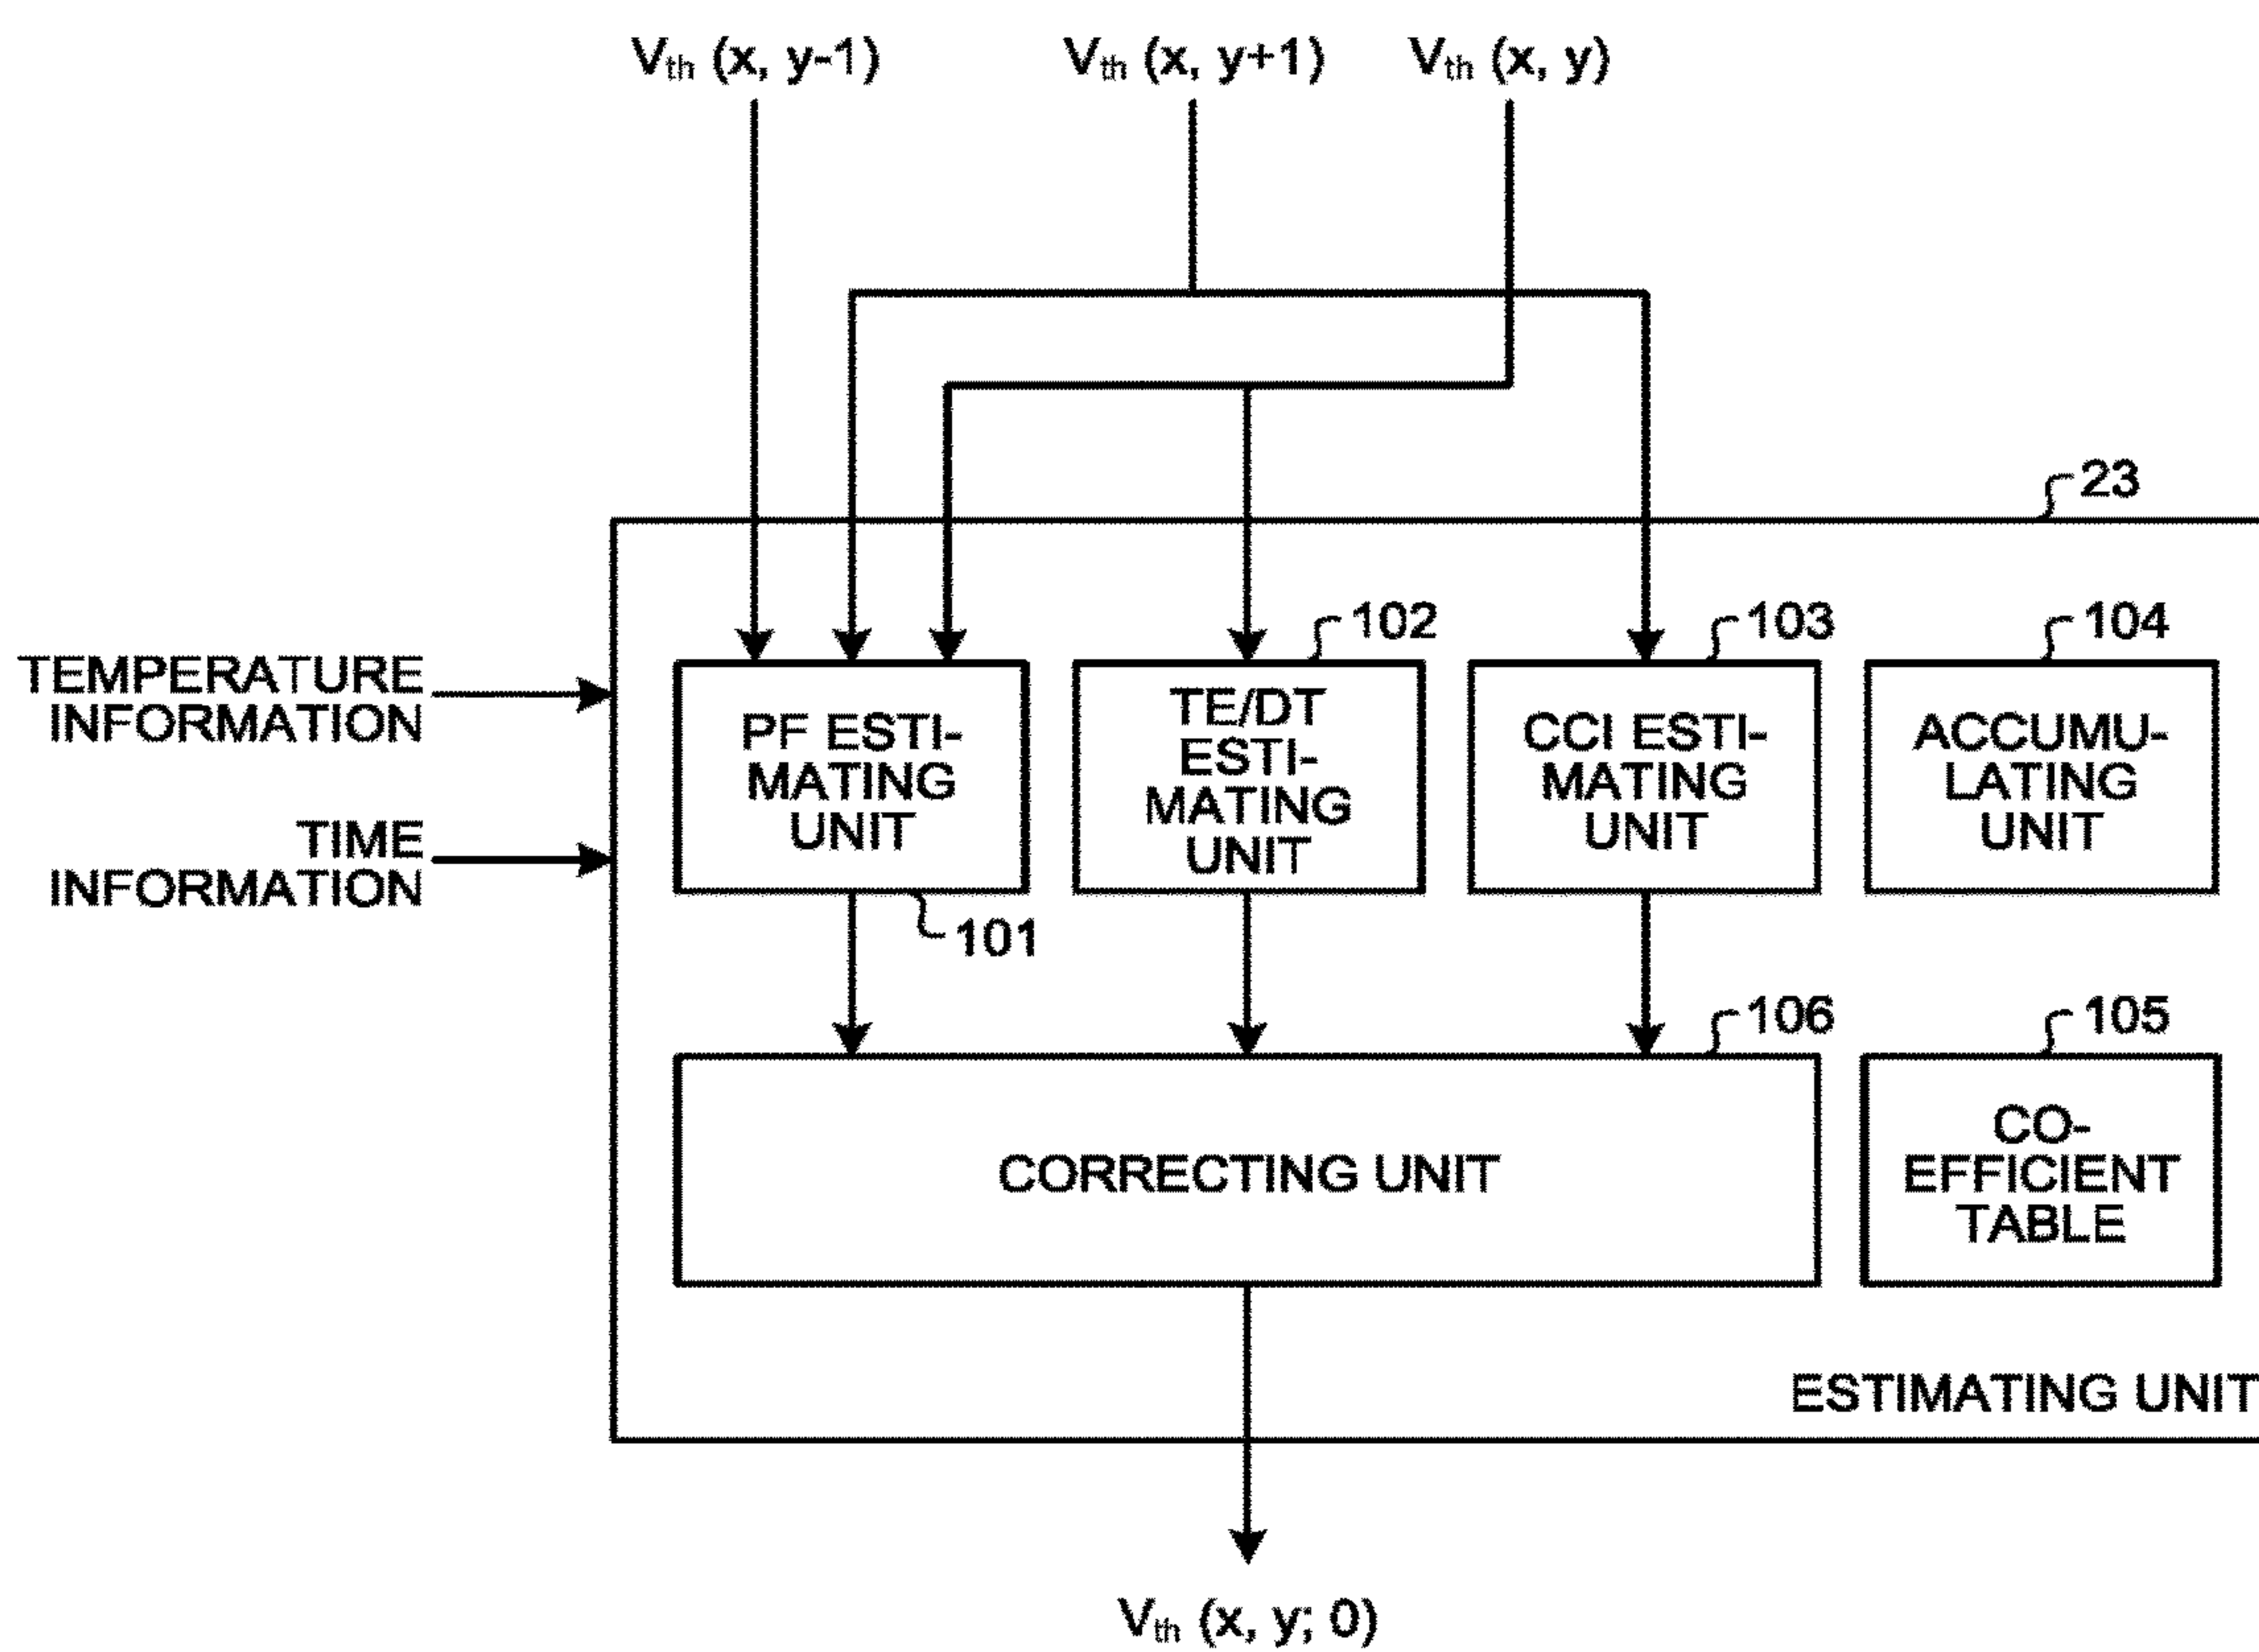 Vth (x, y-1)
Vth (x, y+1)
Vth (x, y)
23
TEMPERATURE
INFORMATION
TIME
INFORMATION
102
103
104
PF ESTI-
MATING
UNIT
TE/DT
ESTI-
MATING
UNIT
CCI ESTI-
MATING
UNIT
ACCUMU-
LATING
UNIT
101
106
105
CORRECTING UNIT
CO-
EFFICIENT
TABLE
ESTIMATING UNIT
Vth (x, y; 0)